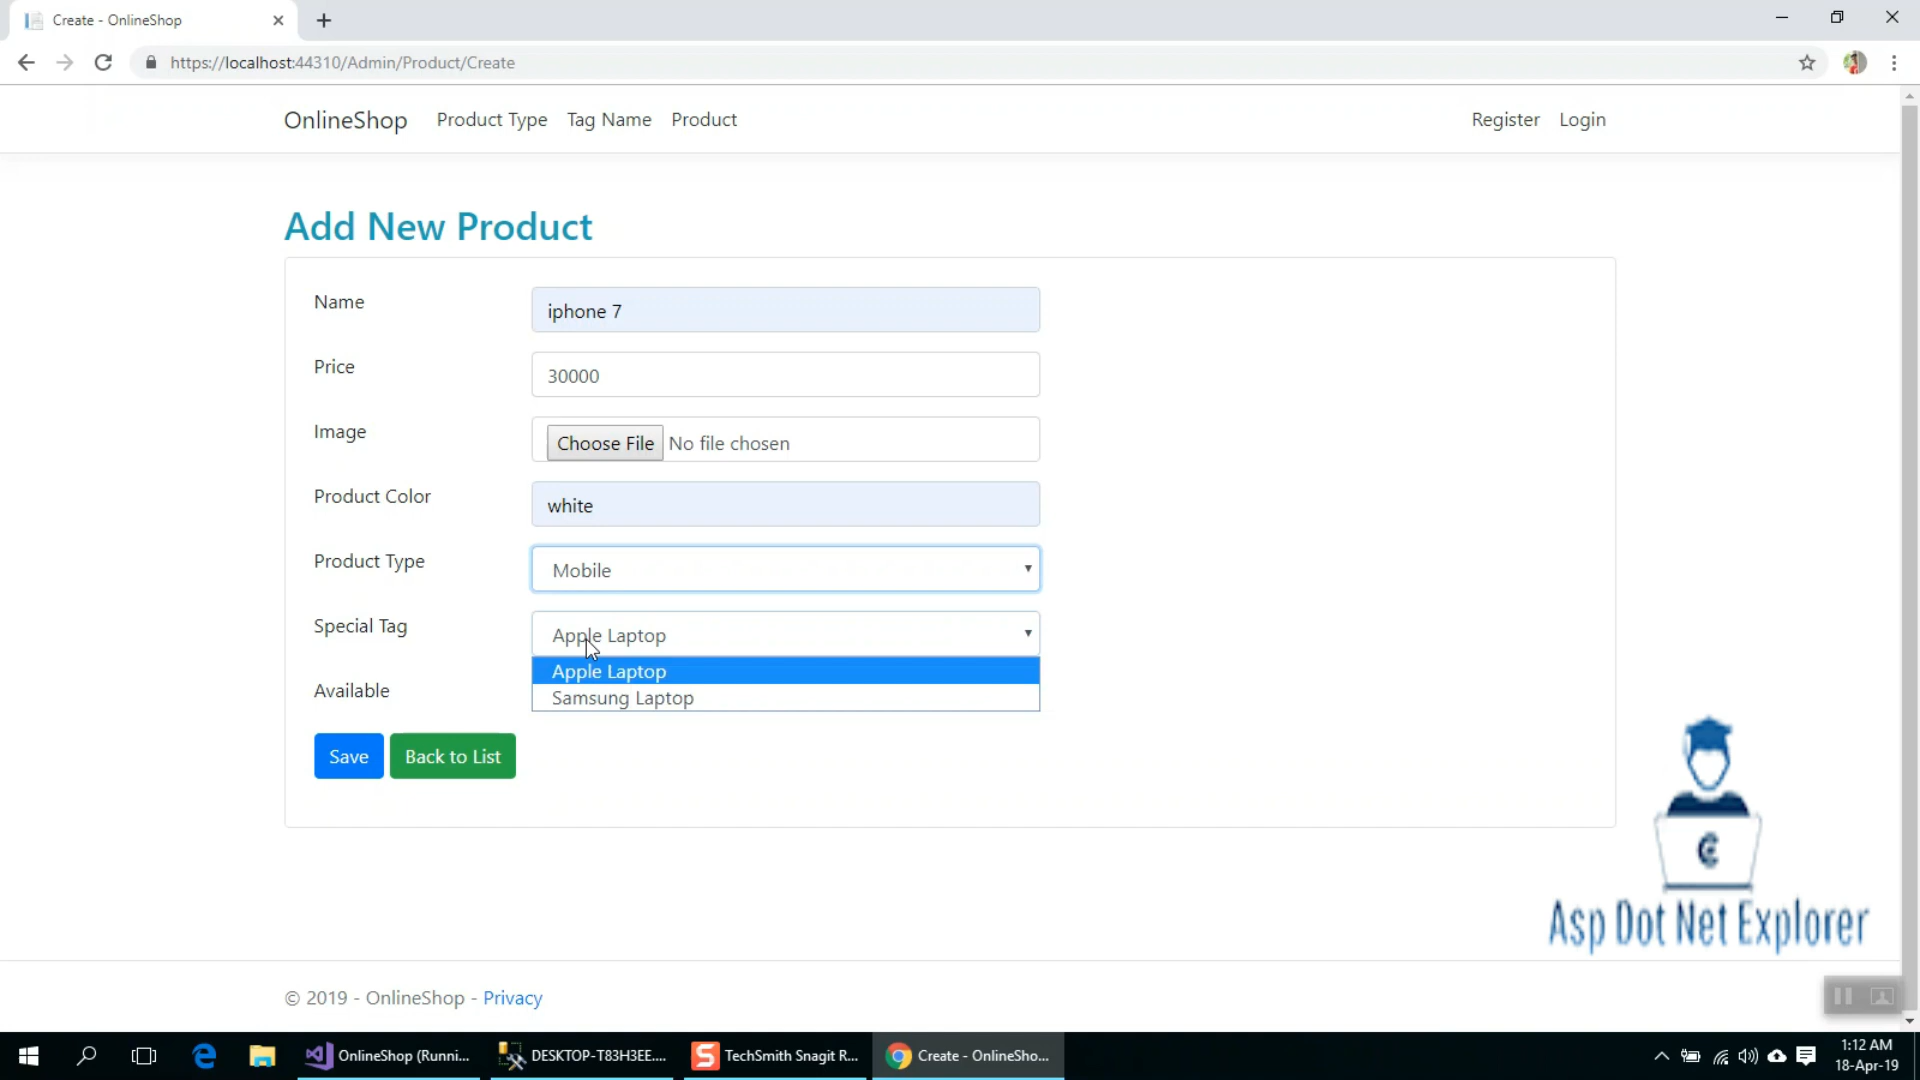 Create - OnlineShop
https://localhost:44310/Admin/Product/Create
OnlineShop Product Type Tag Name Product Register Login
Add New Product
Name iphone 7
Price 30000
Image Choose File No file chosen
Product Color white
Product Type Mobile
Special Tag Apple Laptop
Apple Laptop
Available Samsung Laptop
Save Back to List
Asp Dot Net Explorer
© 2019 - OnlineShop - Privacy
OnlineShop (Runni... DESKTOP-T83H3EE.... TechSmith Snagit R... Create - OnlineSho... 1:12 AM
18-Apr-19